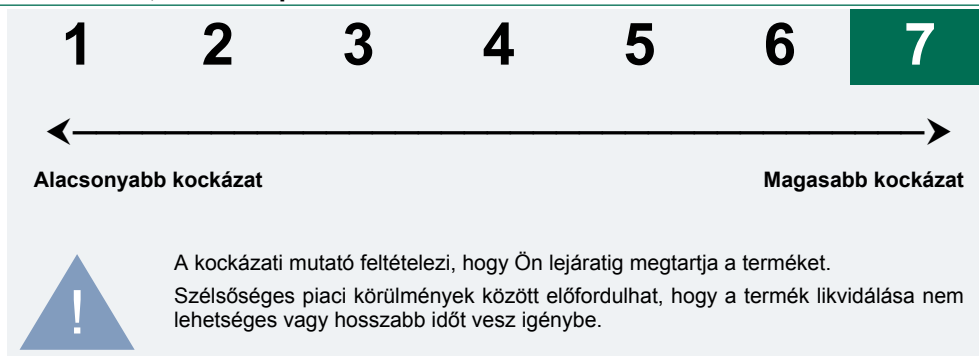 1 2 3 4 5 6 7
Alacsonyabb kockázat Magasabb kockázat
A kockázati mutató feltételezi, hogy Ön lejáratig megtartja a terméket.
Szélsőséges piaci körülmények között előfordulhat, hogy a termék likvidálása nem
lehetséges vagy hosszabb időt vesz igénybe.
!